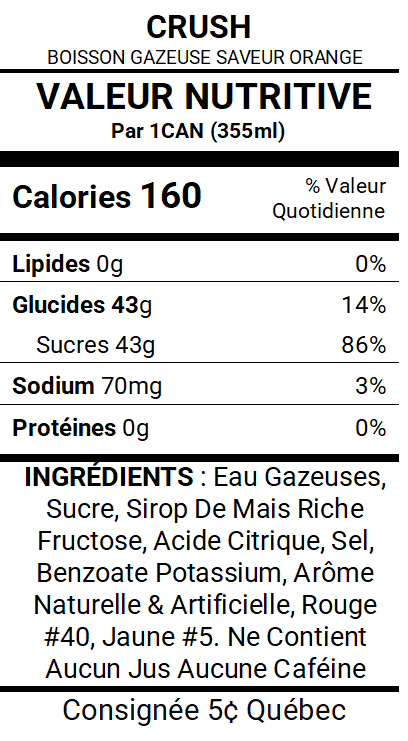 CRUSH
BOISSON GAZEUSE SAVEUR ORANGE
VALEUR NUTRITIVE
Par 1CAN (355ml)
Calories 160
% Valeur
Quotidienne
Lipides 0g 0%
Glucides 43g 14%
Sucres 43g 86%
Sodium 70mg 3%
Protéines 0g 0%
INGRÉDIENTS : Eau Gazeuses,
Sucre, Sirop De Mais Riche
Fructose, Acide Citrique, Sel,
Benzoate Potassium, Arôme
Naturelle & Artificielle, Rouge
#40, Jaune #5. Ne Contient
Aucun Jus Aucune Caféine
Consignée 5¢ Québec